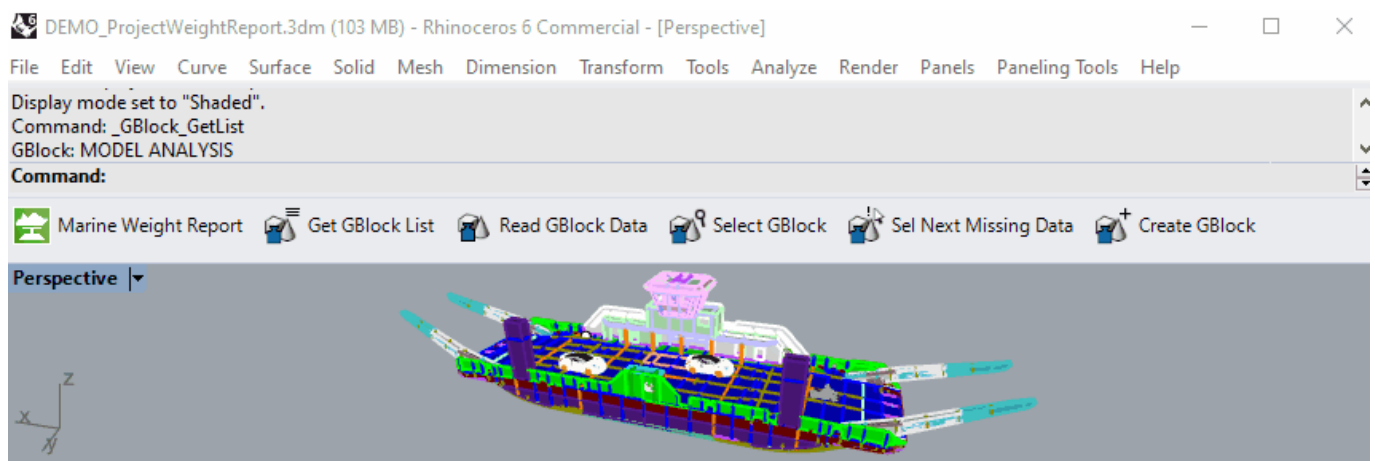 DEMO_ProjectWeightReport.3dm (103 MB) - Rhinoceros 6 Commercial - [Perspective]
File Edit View Curve Surface Solid Mesh Dimension Transform Tools Analyze Render Panels Paneling Tools Help
Display mode set to "Shaded".
Command: _GBlock_GetList
GBlock: MODEL ANALYSIS
Command:
Marine Weight Report Get GBlock List Read GBlock Data Select GBlock Sel Next Missing Data Create GBlock
Perspective
z
x
y